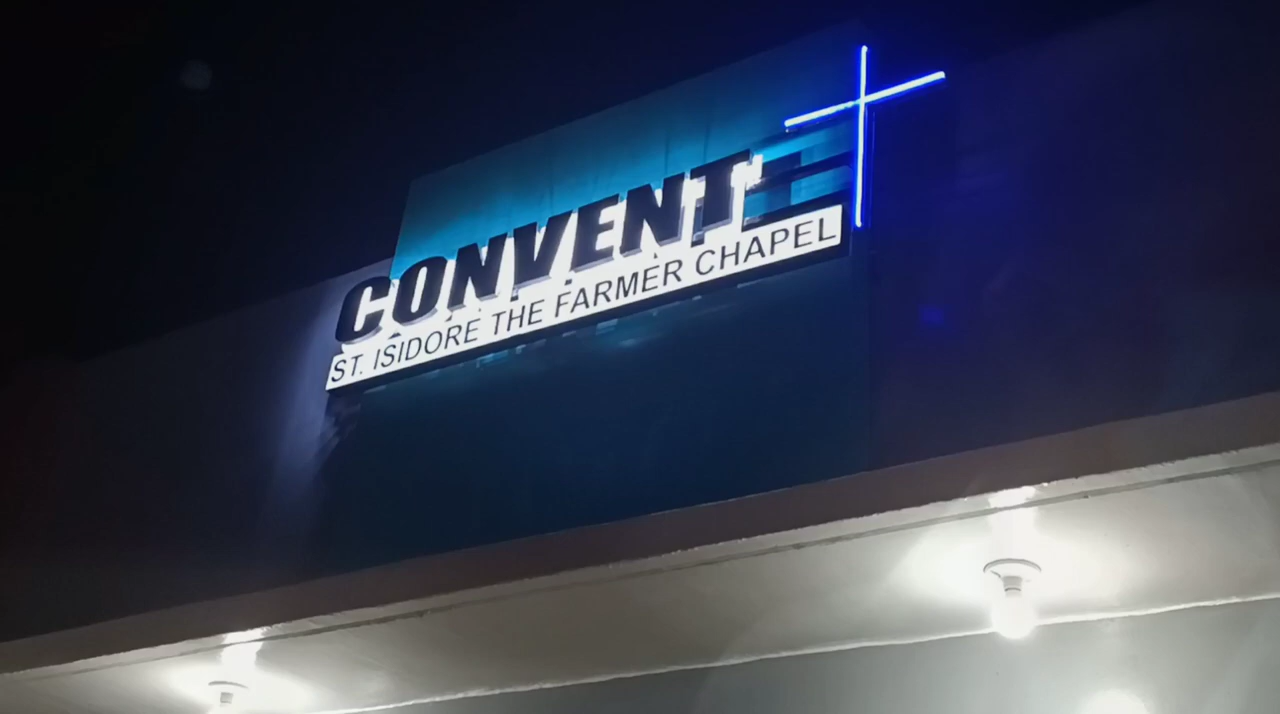 CONVENT
ST. ISIDORE THE FARMER CHAPEL